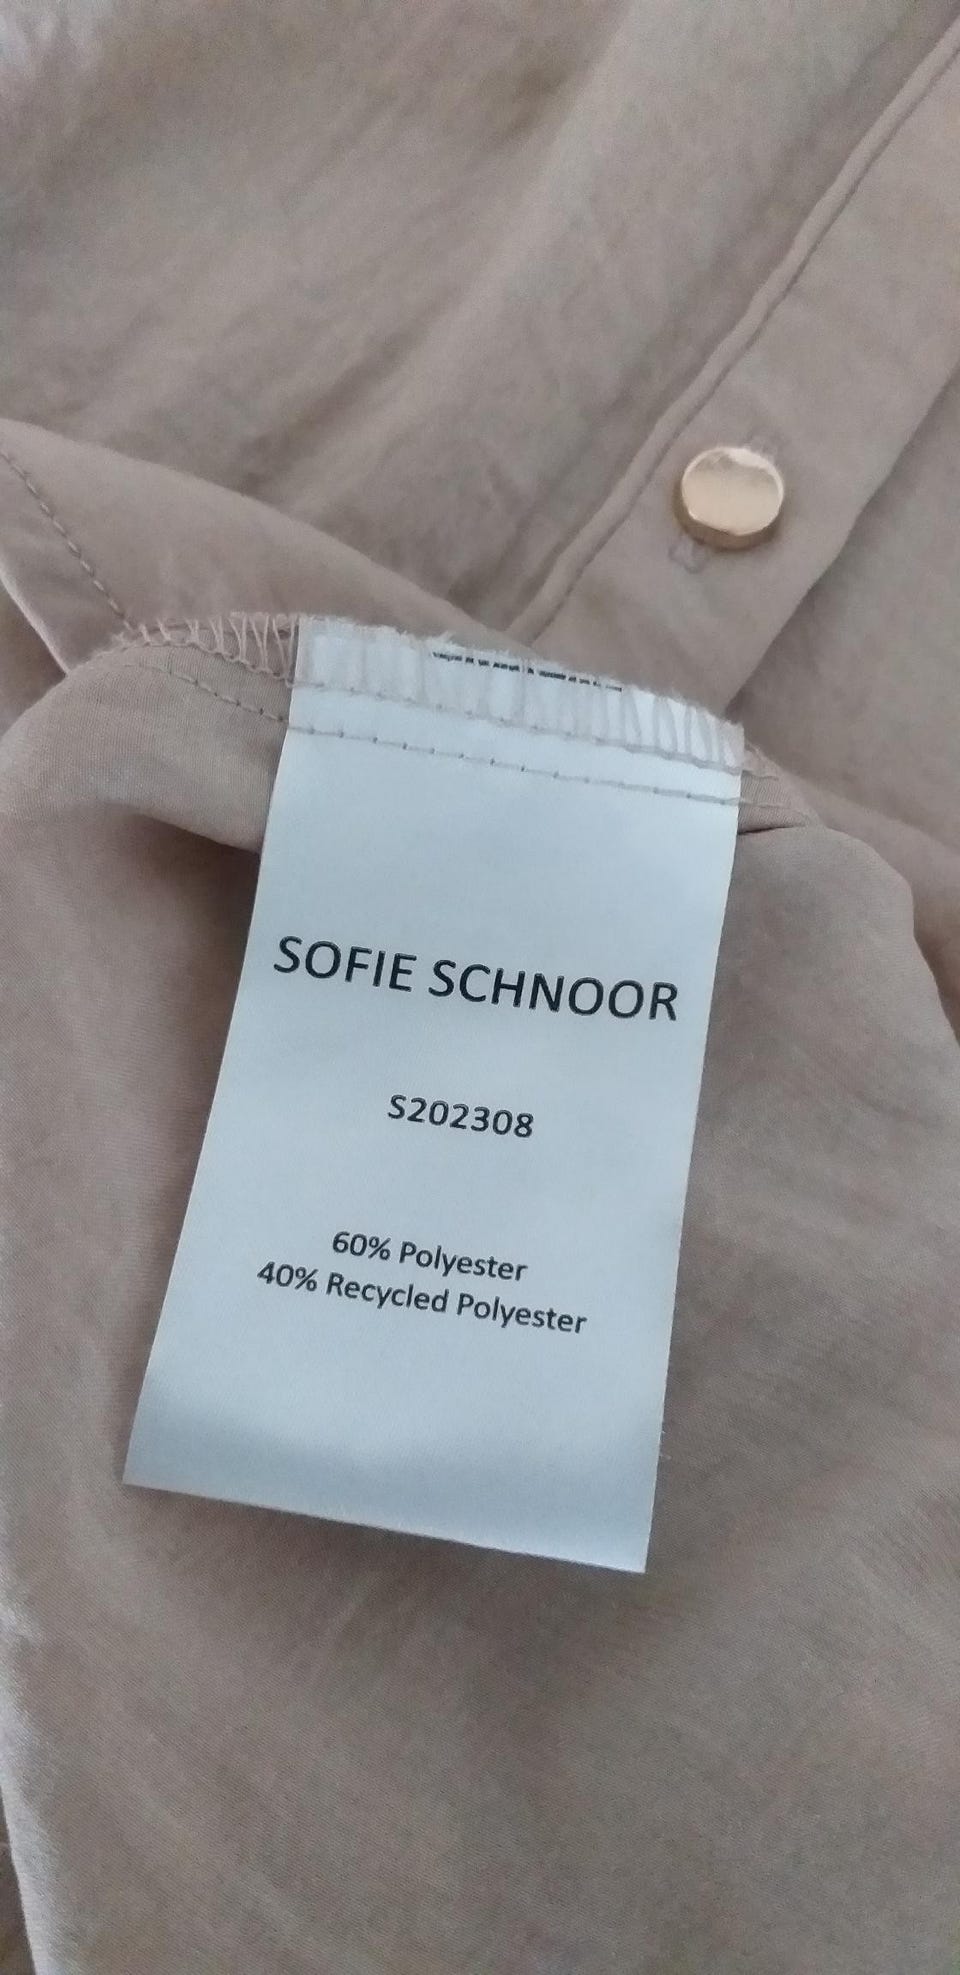 SOFIE SCHNOOR
S202308
60% Polyester
40% Recycled Polyester